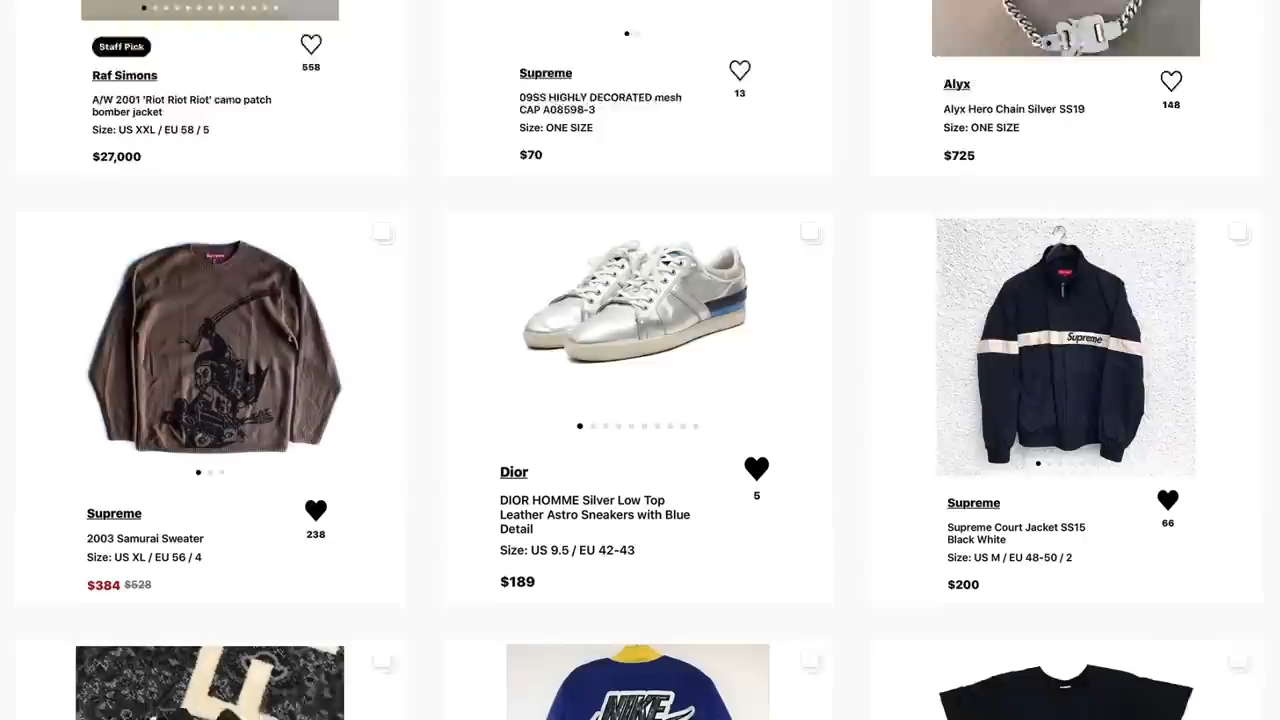 Staff Pick
558
Raf Simons
A/W 2001 'Riot Riot Riot' camo patch
bomber jacket
Size: US XXL / EU 58 / 5
$27,000
Supreme
13
09SS HIGHLY DECORATED mesh
CAP A08598-3
Size: ONE SIZE
$70
Alyx
148
Alyx Hero Chain Silver SS19
Size: ONE SIZE
$725
Supreme
238
2003 Samurai Sweater
Size: US XL / EU 56 / 4
$384 $528
Dior
5
DIOR HOMME Silver Low Top
Leather Astro Sneakers with Blue
Detail
Size: US 9.5 / EU 42-43
$189
Supreme
Supreme
66
Supreme Court Jacket SS15
Black White
Size: US M / EU 48-50 / 2
$200
NIKE